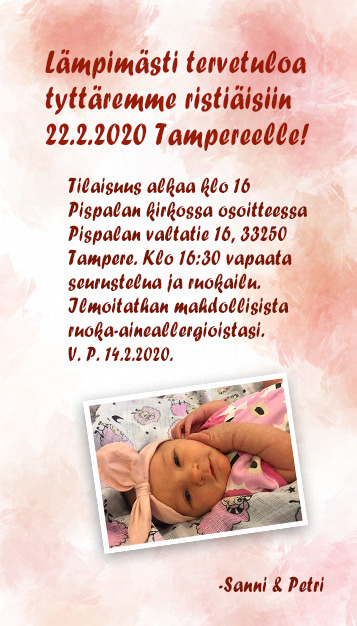 Lämpimästi tervetuloa
tyttäremme ristiäisiin
22.2.2020 Tampereelle!
Tilaisuus alkaa klo 16
Pispalan kirkossa osoitteessa
Pispalan valtatie 16, 33250
Tampere. Klo 16:30 vapaata
seurustelua ja ruokailu.
Ilmoitathan mahdollisista
ruoka-aineallergioistasi.
V. P. 14.2.2020.
-Sanni & Petri